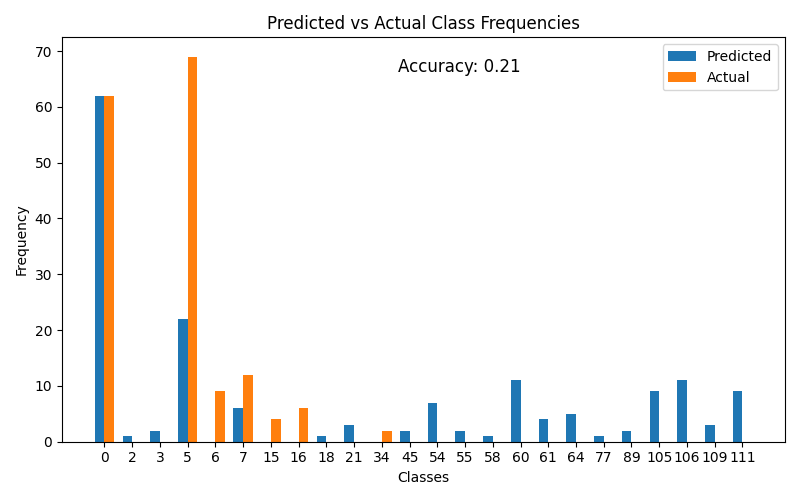 Predicted vs Actual Class Frequencies
Accuracy: 0.21
Predicted
Actual
70
60
50
40
30
20
10
0
Frequency
0 2 3 5 6 7 15 16 18 21 34 45 54 55 58 60 61 64 77 89 105 106 109 111
Classes